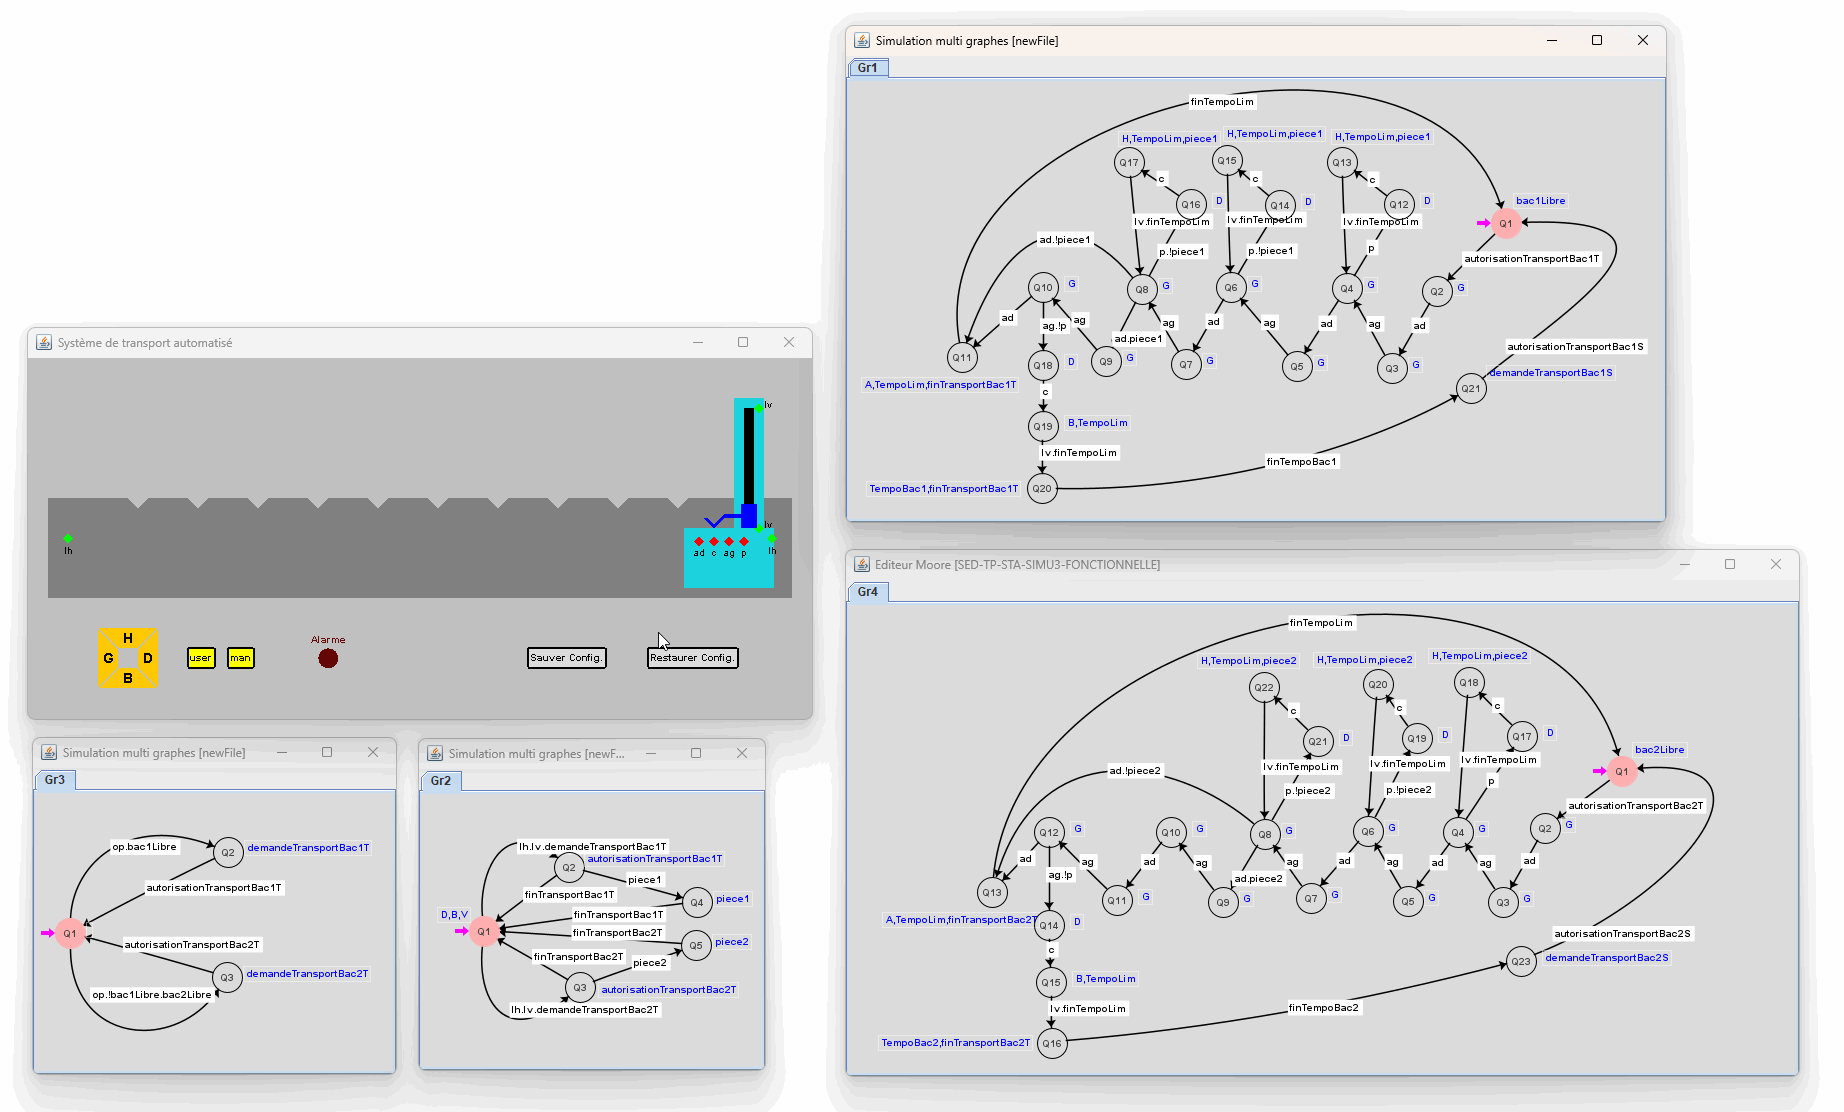 Simulation multi graphes [newFile]
Gr1
finTempoLim
H,TempoLim,piece1
H,TempoLim,piece1
H,TempoLim,piece1
Q17
Q15
Q13
c
c
c
Q16
D
Q14
D
Q12
D
bac1Libre
Q1
lv.finTempoLim
lv.finTempoLim
lv.finTempoLim
ad.!piece1
p.!piece1
p.!piece1
p
autorisationTransportBac1T
Q10
G
Q8
G
Q6
G
Q4
G
Q2
G
ad
ag.!p
ag
ag
ad
ag
ad
ag
ad
ad.piece1
autorisationTransportBac1S
Q11
Q18
D
Q9
G
Q7
G
Q5
G
Q3
G
demandeTransportBac1S
A,TempoLim,finTransportBac1T
c
Q21
Q19
B,TempoLim
lv.finTempoLim
finTempoBac1
TempoBac1,finTransportBac1T
Q20
Système de transport automatisé
lv
lv
lh
ad c ag p
lh
H
G
D
B
user
man
Alarme
Sauver Config.
Restaurer Config.
Simulation multi graphes [newFile]
Gr3
op.bac1Libre
Q2
demandeTransportBac1T
autorisationTransportBac1T
Q1
autorisationTransportBac2T
Q3
demandeTransportBac2T
op.!bac1Libre.bac2Libre
Simulation multi graphes [newF...
Gr2
lh.lv.demandeTransportBac1T
autorisationTransportBac1T
Q2
piece1
finTransportBac1T
Q4
piece1
D,B,V
finTransportBac1T
Q1
finTransportBac2T
Q5
piece2
finTransportBac2T
piece2
Q3
autorisationTransportBac2T
lh.lv.demandeTransportBac2T
Editeur Moore [SED-TP-STA-SIMU3-FONCTIONNELLE]
Gr4
finTempoLim
H,TempoLim,piece2
H,TempoLim,piece2
H,TempoLim,piece2
Q22
Q20
Q18
c
c
c
Q21
D
Q19
D
Q17
D
bac2Libre
Q1
lv.finTempoLim
lv.finTempoLim
lv.finTempoLim
ad.!piece2
p.!piece2
p.!piece2
p
autorisationTransportBac2T
Q12
G
Q10
G
Q8
G
Q6
G
Q4
G
Q2
G
ad
ag.!p
ag
ad
ag
ad.piece2
ag
ad
ag
ad
ag
ad
Q13
Q11
G
Q9
G
Q7
G
Q5
G
Q3
G
A,TempoLim,finTransportBac2T
Q14
D
autorisationTransportBac2S
c
Q23
demandeTransportBac2S
Q15
B,TempoLim
lv.finTempoLim
finTempoBac2
TempoBac2,finTransportBac2T
Q16